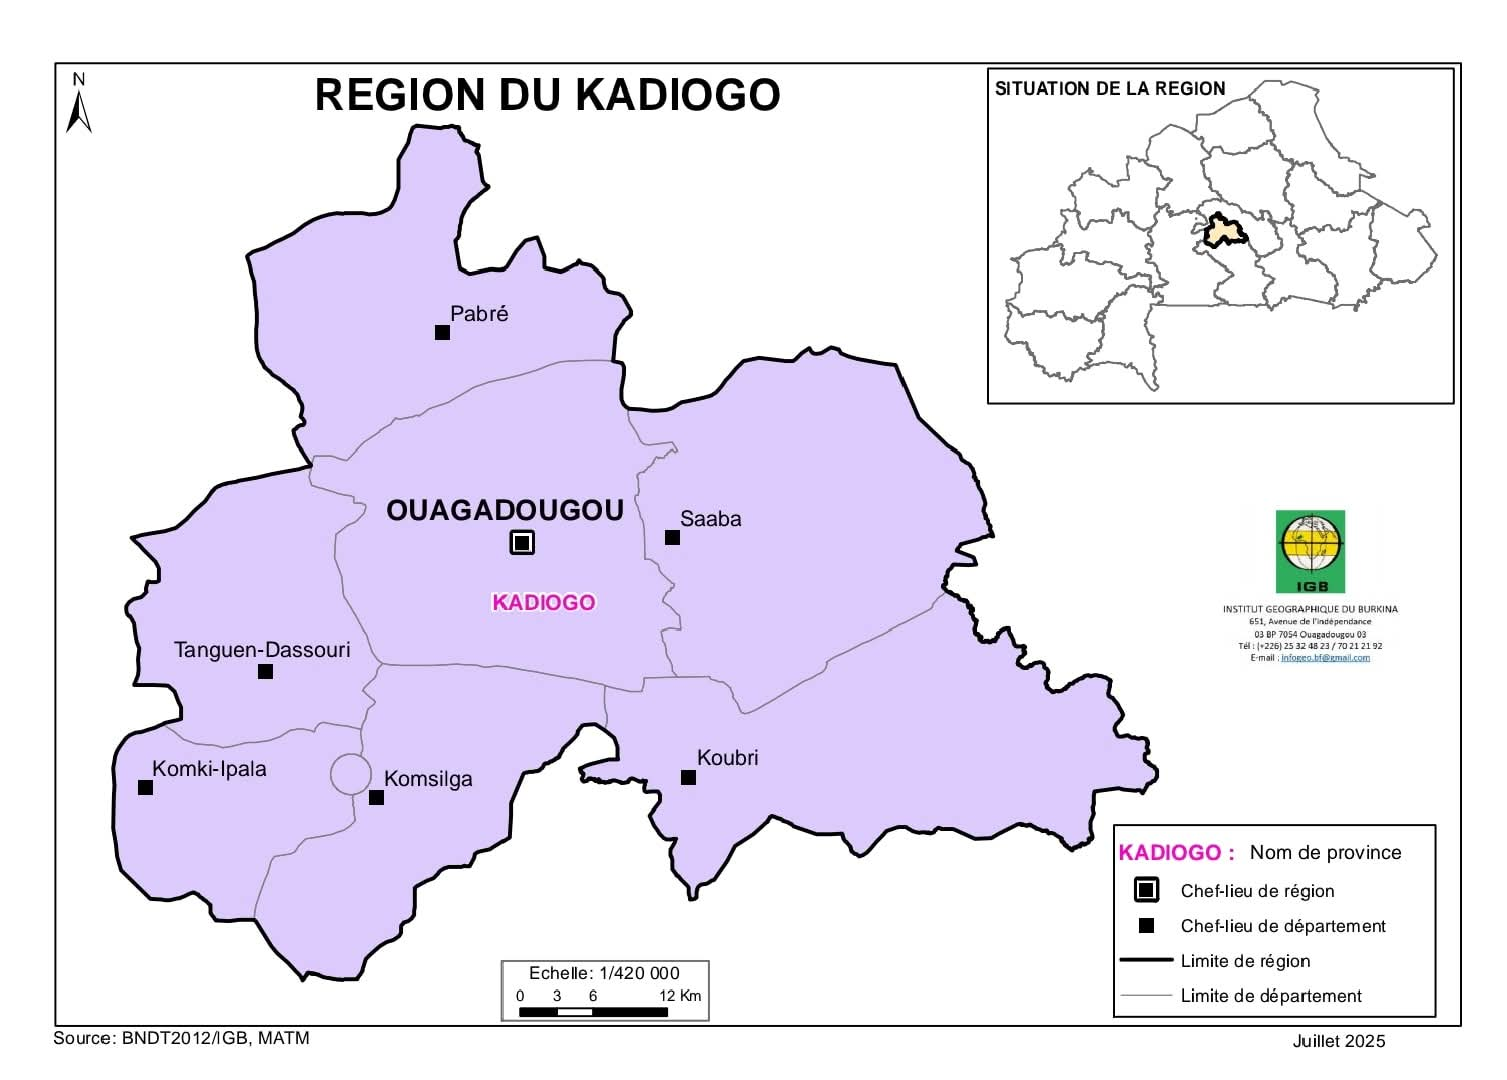 N
REGION DU KADIOGO
SITUATION DE LA REGION
Pabré
OUAGADOUGOU
Saaba
KADIOGO
Tanguen-Dassouri
Komki-Ipala
Komsilga
Koubri
IGB
INSTITUT GEOGRAPHIQUE DU BURKINA
651, Avenue de l'Indépendance
03 BP 7054 Ouagadougou 03
Tél : (+226) 25 32 48 23 / 70 21 21 92
E-mail : infogeo.bf@gmail.com
KADIOGO : Nom de province
Chef-lieu de région
Chef-lieu de département
Limite de région
Limite de département
Echelle: 1/420 000
0 3 6 12 Km
Source: BNDT2012/IGB, MATM
Juillet 2025